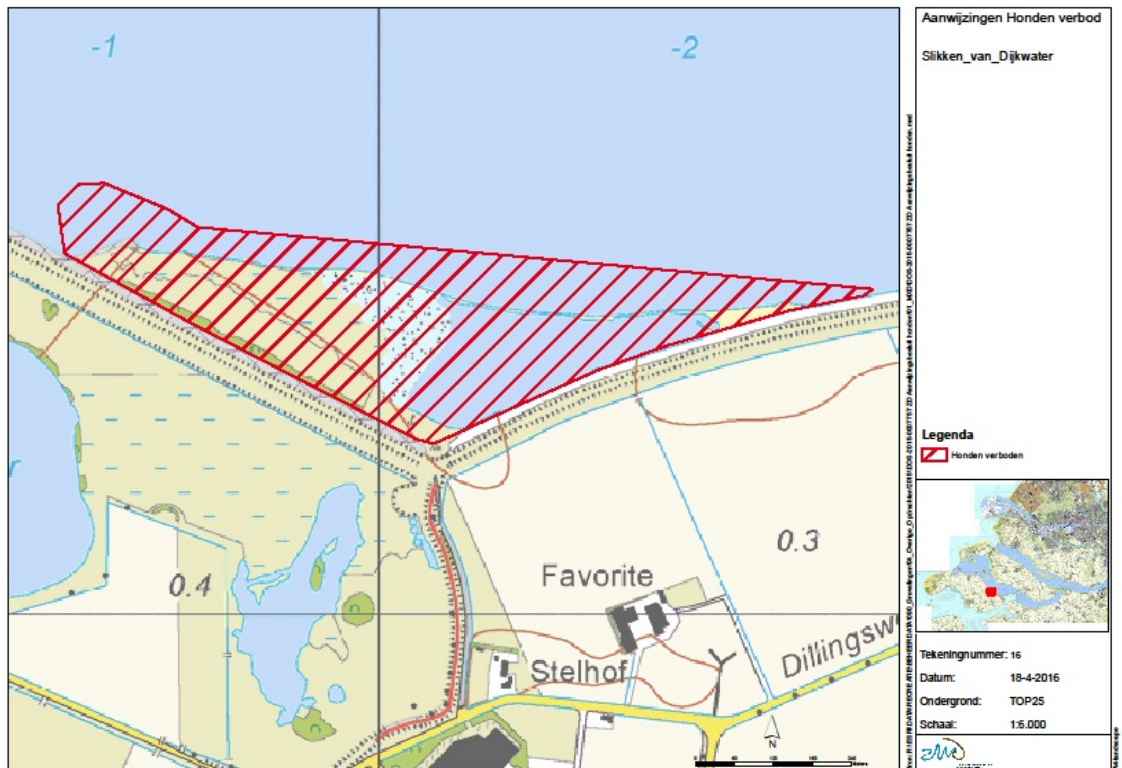 -1
-2
0.4
0.3
Favorite
Stelhof
Dillingsw
N
Aanwijzingen Honden verbod
Slikken_van_Dijkwater
Legenda
Honden verboden
Tekeningnummer: 16
Datum: 18-4-2016
Ondergrond: TOP25
Schaal: 1:6.000